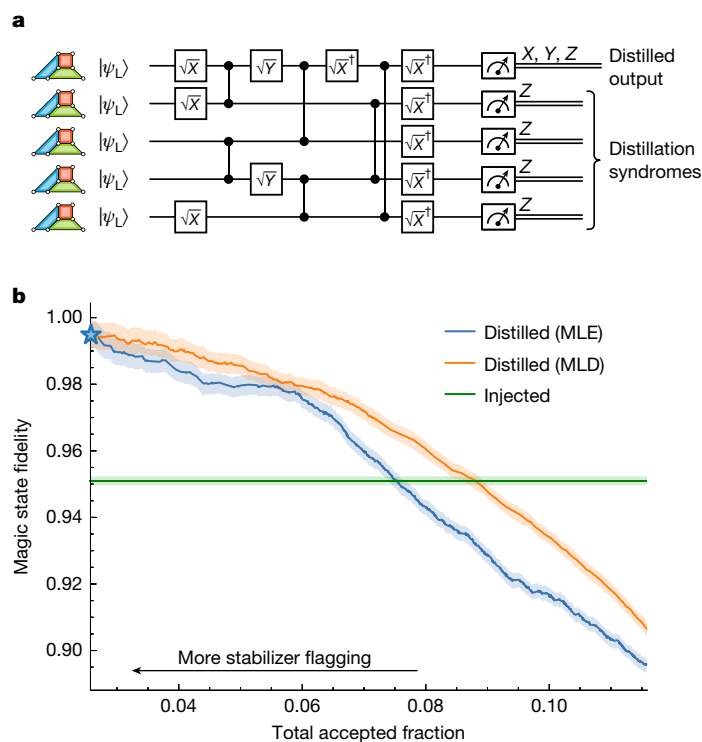 a
|ψL⟩ √X √Y √X† √X† X, Y, Z Distilled output
|ψL⟩ √X √X† Z
|ψL⟩ √X† Z Distillation
|ψL⟩ √Y √X† Z syndromes
|ψL⟩ √X √X† Z
b
1.00
0.98
0.96
0.94
0.92
0.90
Magic state fidelity
Distilled (MLE)
Distilled (MLD)
Injected
More stabilizer flagging
0.04 0.06 0.08 0.10
Total accepted fraction